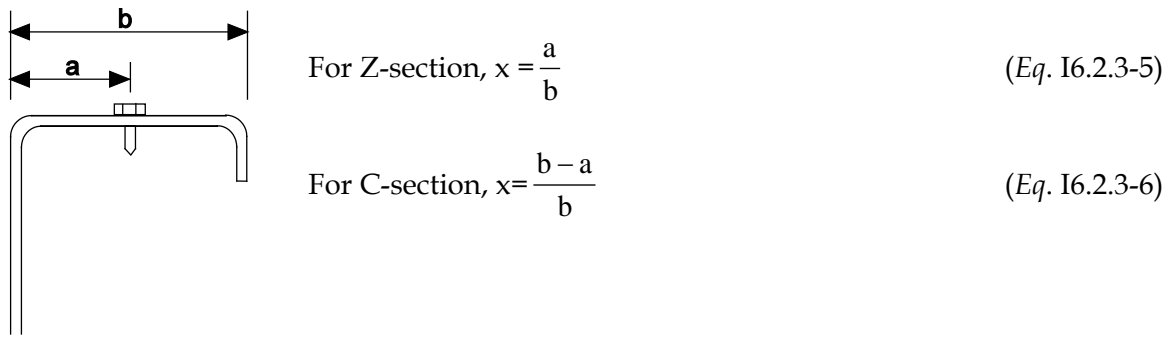 b
a
For Z-section, x = a/b (Eq. I6.2.3-5)
For C-section, x= b – a/b (Eq. I6.2.3-6)